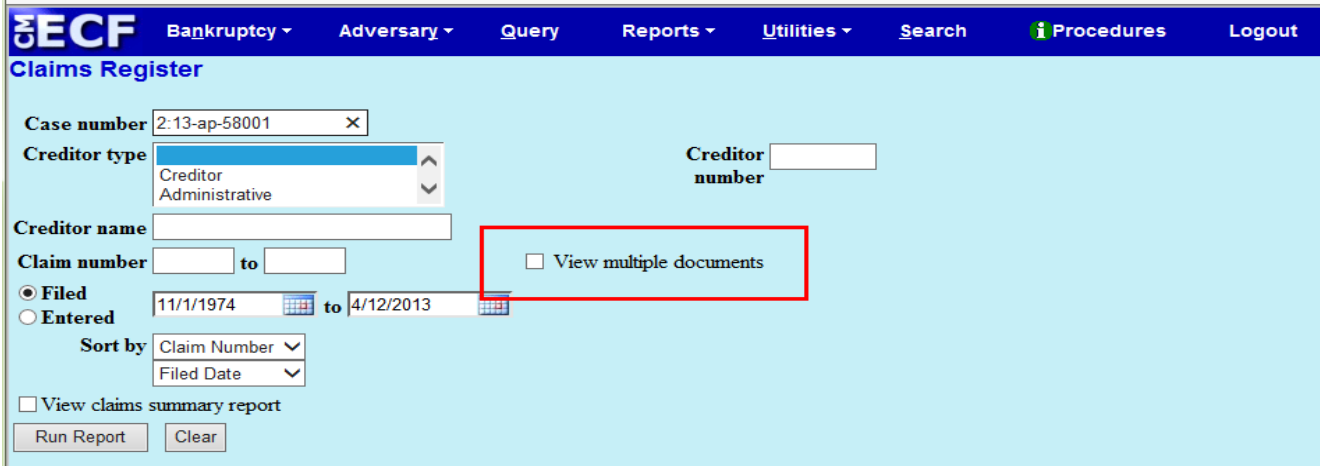 CM ECF Bankruptcy Adversary Query Reports Utilities Search Procedures Logout
Claims Register
Case number 2:13-ap-58001 ×
Creditor type Creditor number
Creditor
Administrative
Creditor name
Claim number to View multiple documents
Filed 11/1/1974 to 4/12/2013
Entered
Sort by Claim Number
Filed Date
View claims summary report
Run Report Clear